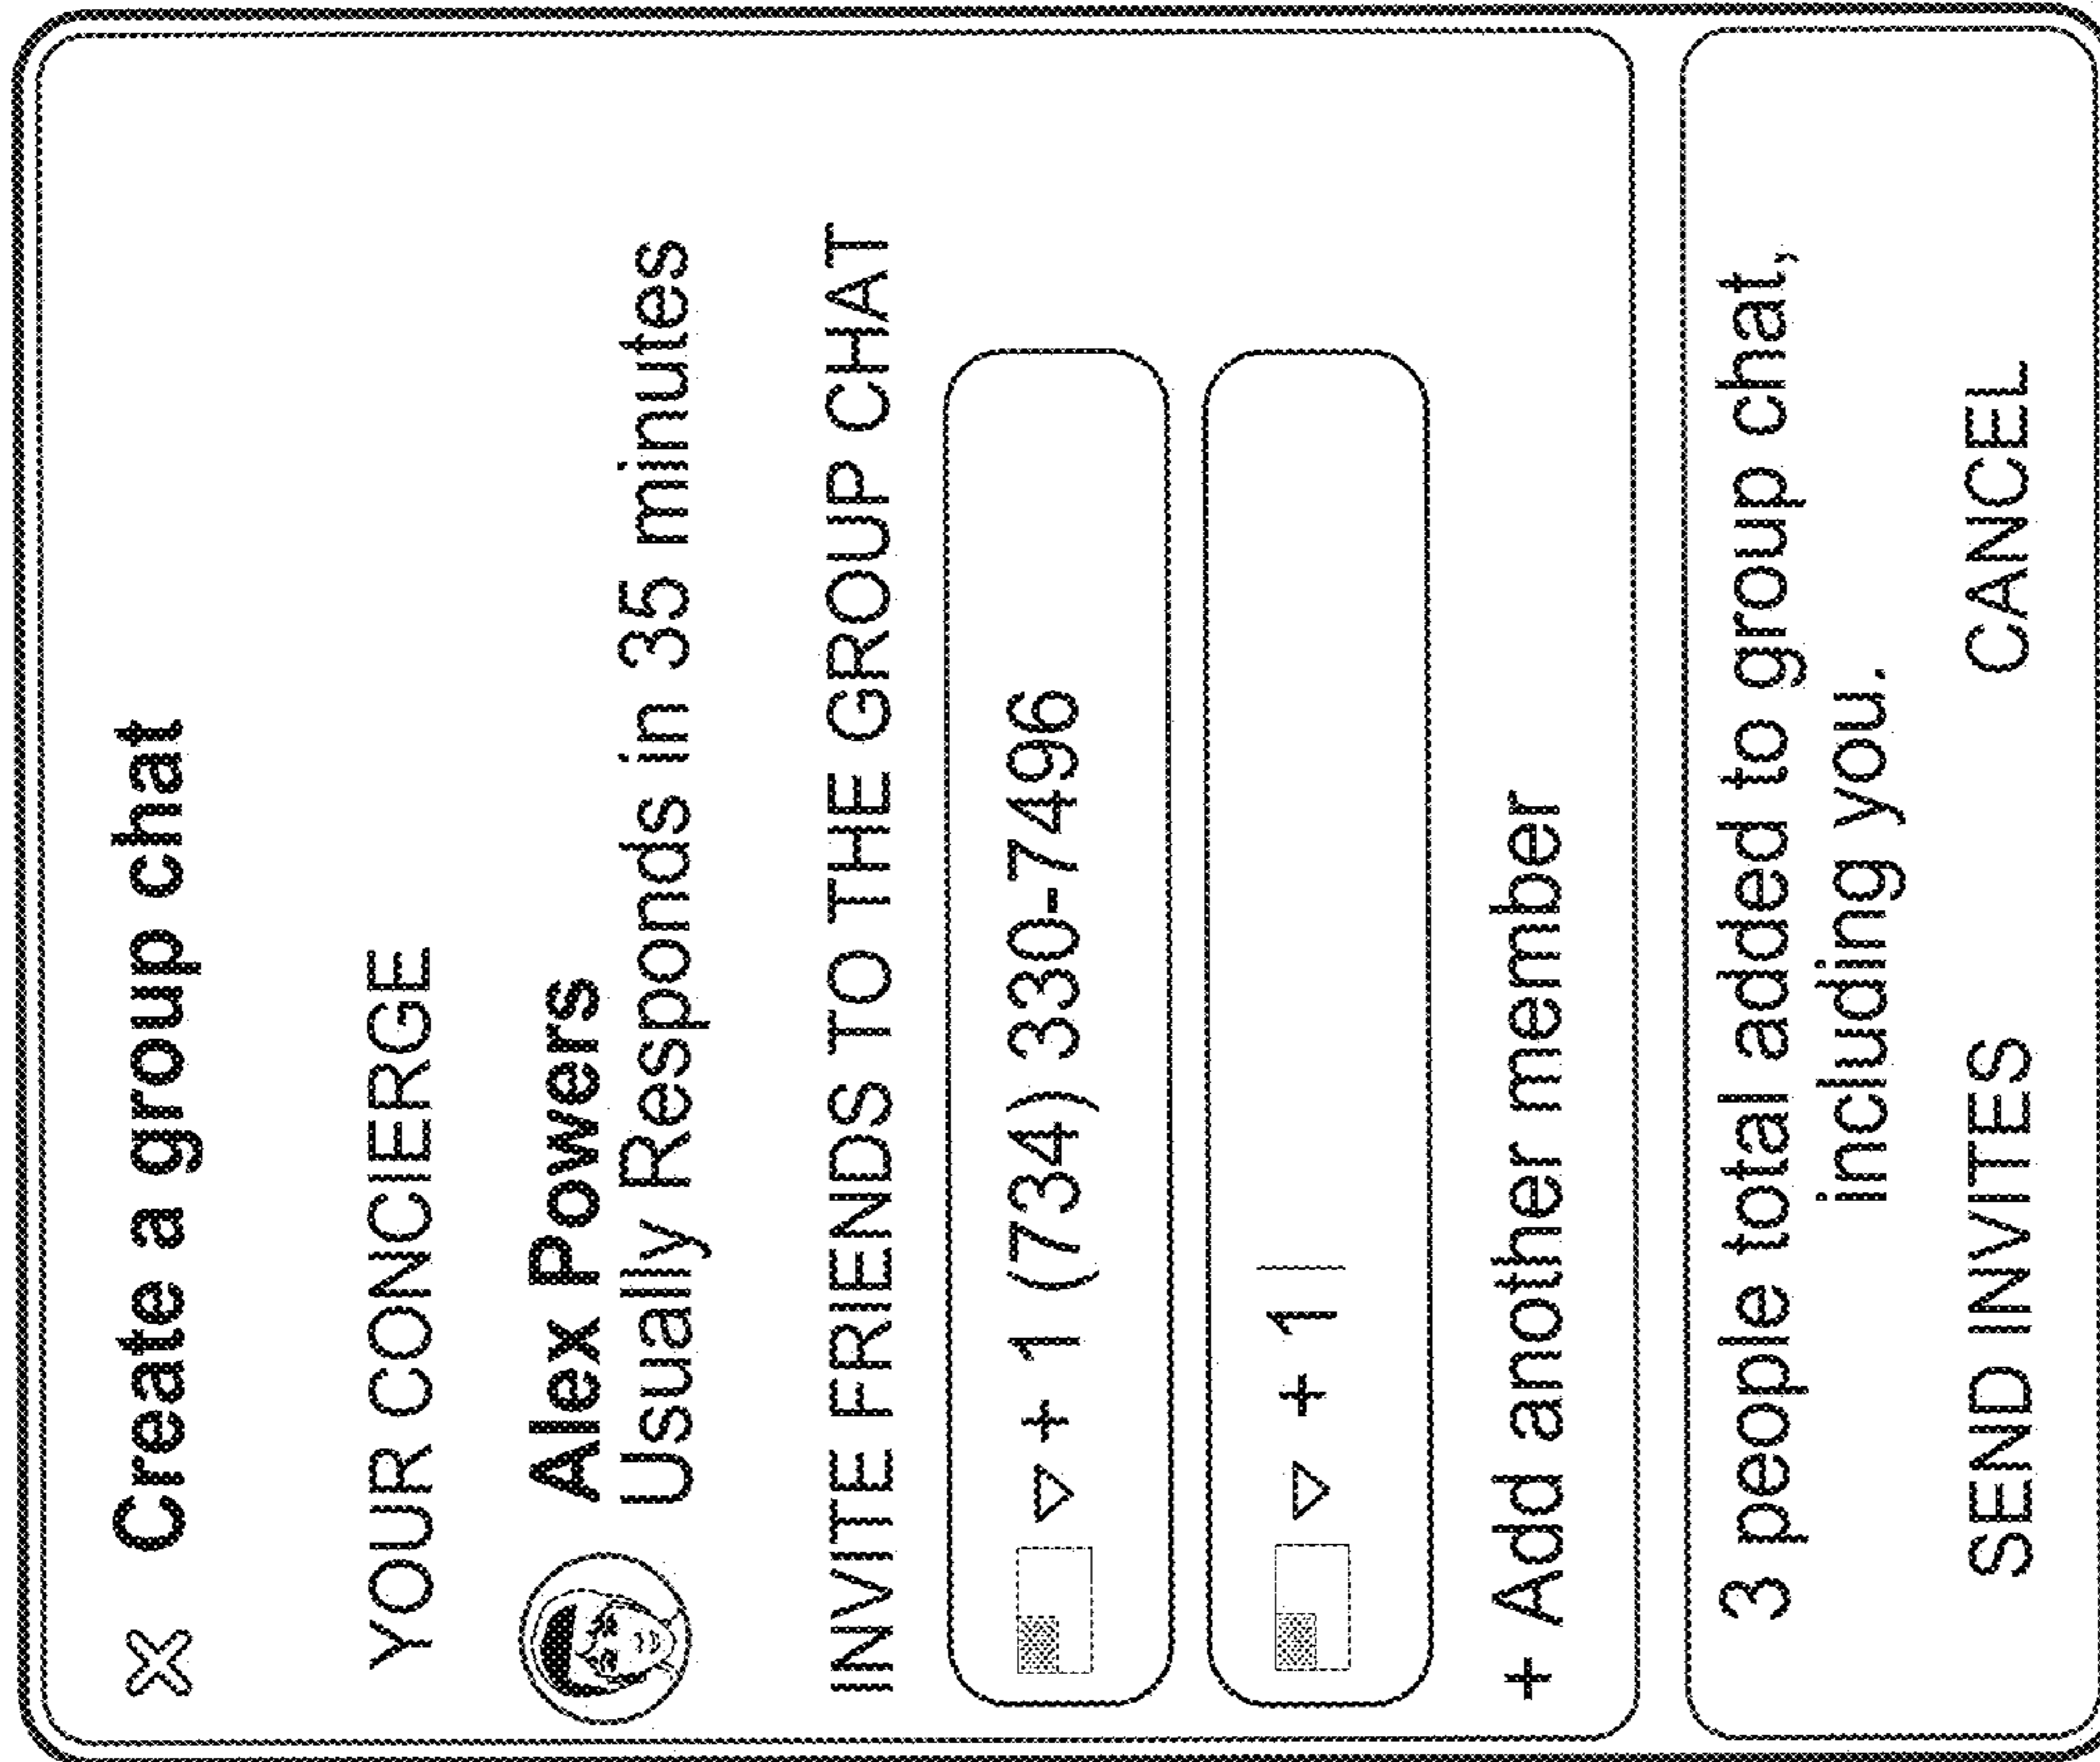 Create a group chat
YOUR CONCIERGE
Alex Powers
Usually Responds in 35 minutes
INVITE FRIENDS TO THE GROUP CHAT
+ 1 (734) 330-7496
+ 1
+ Add another member
3 people total added to group chat,
including you.
SEND INVITES CANCEL